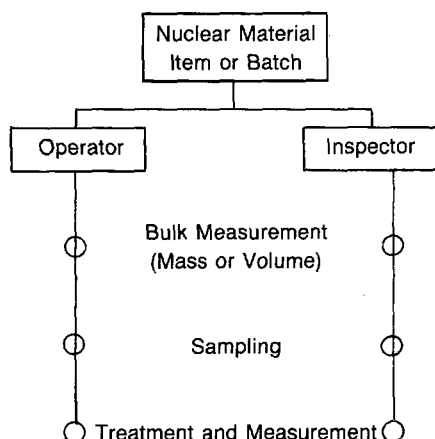 Nuclear Material
Item or Batch
Operator
Inspector
Bulk Measurement
(Mass or Volume)
Sampling
Treatment and Measurement